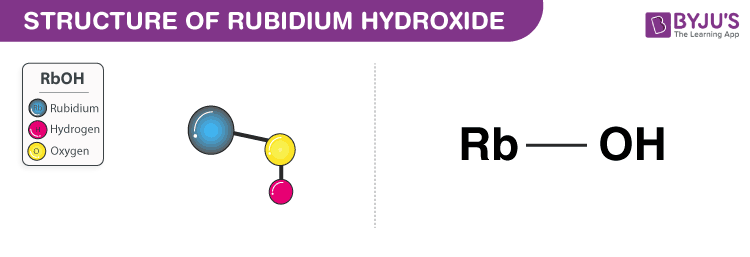 STRUCTURE OF RUBIDIUM HYDROXIDE
BYJU'S
The Learning App
RbOH
Rubidium
Hydrogen
O Oxygen
Rb — OH